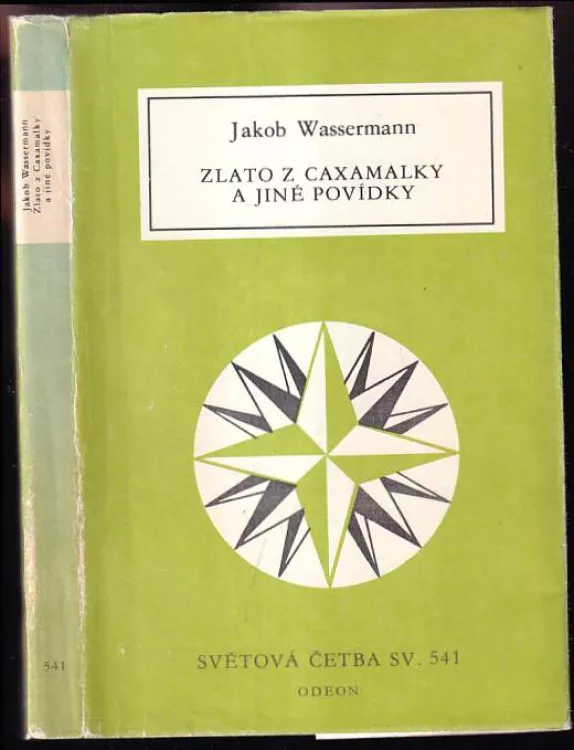 Jakob Wassermann
Zlato z Caxamalky
a jiné povídky
541
Jakob Wassermann
ZLATO Z CAXAMALKY
A JINÉ POVÍDKY
SVĚTOVÁ ČETBA SV. 541
ODEON